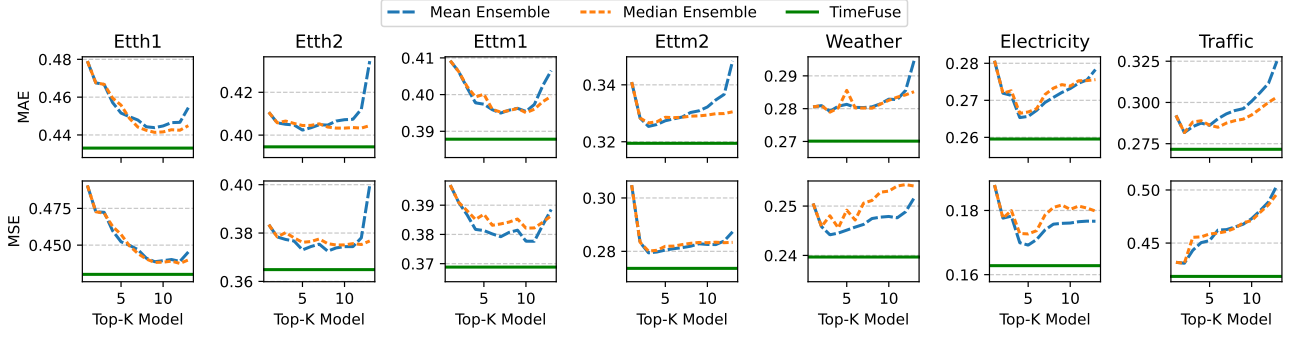 Mean Ensemble Median Ensemble TimeFuse
Etth1 Etth2 Ettm1 Ettm2 Weather Electricity Traffic
MAE
0.48 0.46 0.44
0.42 0.40
0.41 0.40 0.39
0.34 0.33 0.32
0.29 0.28 0.27
0.28 0.27 0.26
0.325 0.300 0.275
MSE
0.475 0.450
0.40 0.38 0.36
0.39 0.38 0.37
0.30 0.28
0.25 0.24
0.18 0.16
0.50 0.45
5 10 5 10 5 10 5 10 5 10 5 10 5 10
Top-K Model Top-K Model Top-K Model Top-K Model Top-K Model Top-K Model Top-K Model